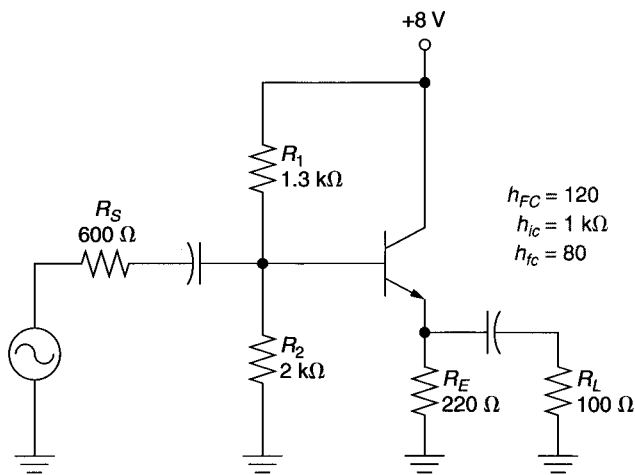 +8 V
R1
1.3 kΩ
RS
600 Ω
hFC = 120
hic = 1 kΩ
hfc = 80
R2
2 kΩ
RE
220 Ω
RL
100 Ω